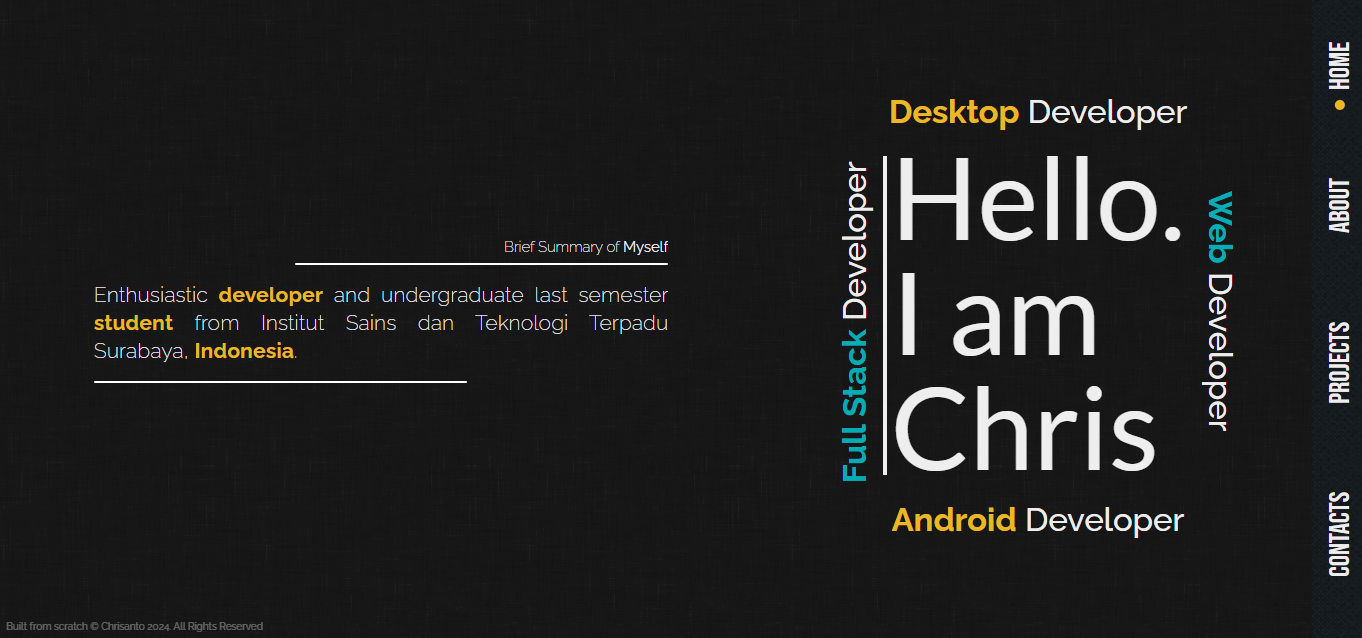 Brief Summary of Myself
Enthusiastic developer and undergraduate last semester
student from Institut Sains dan Teknologi Terpadu
Surabaya, Indonesia.
Desktop Developer
Full Stack Developer
Hello.
I am
Chris
Web Developer
Android Developer
HOME
ABOUT
PROJECTS
CONTACTS
Built from scratch © Chrisanto 2024. All Rights Reserved